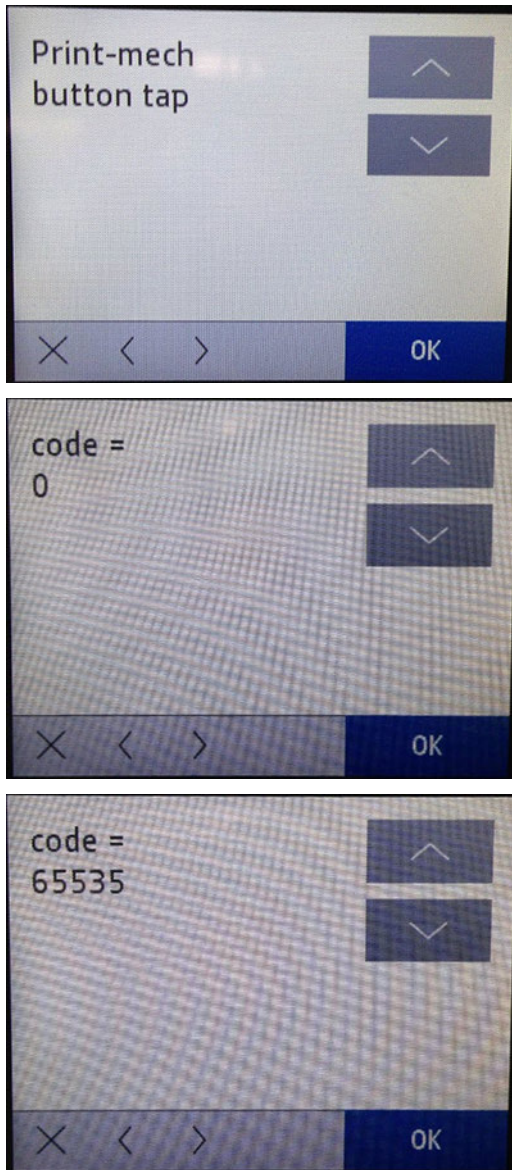 Print-mech
button tap
OK
code =
0
OK
code =
65535
OK